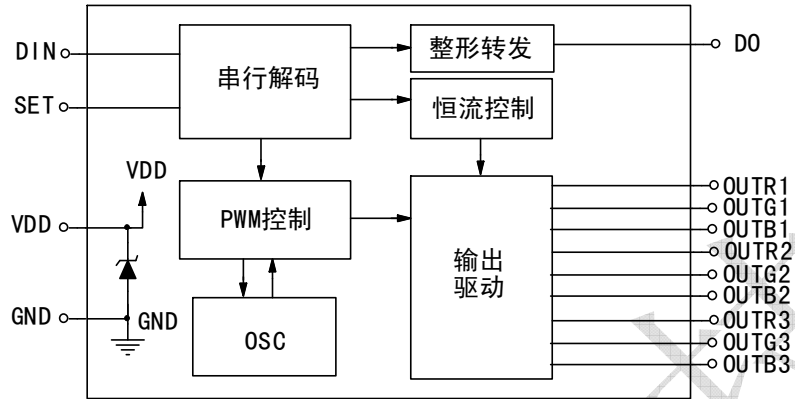 DIN
SET
VDD
GND
VDD
GND
串行解码
整形转发
恒流控制
PWM控制
OSC
输出
驱动
DO
OUTR1
OUTG1
OUTB1
OUTR2
OUTG2
OUTB2
OUTR3
OUTG3
OUTB3